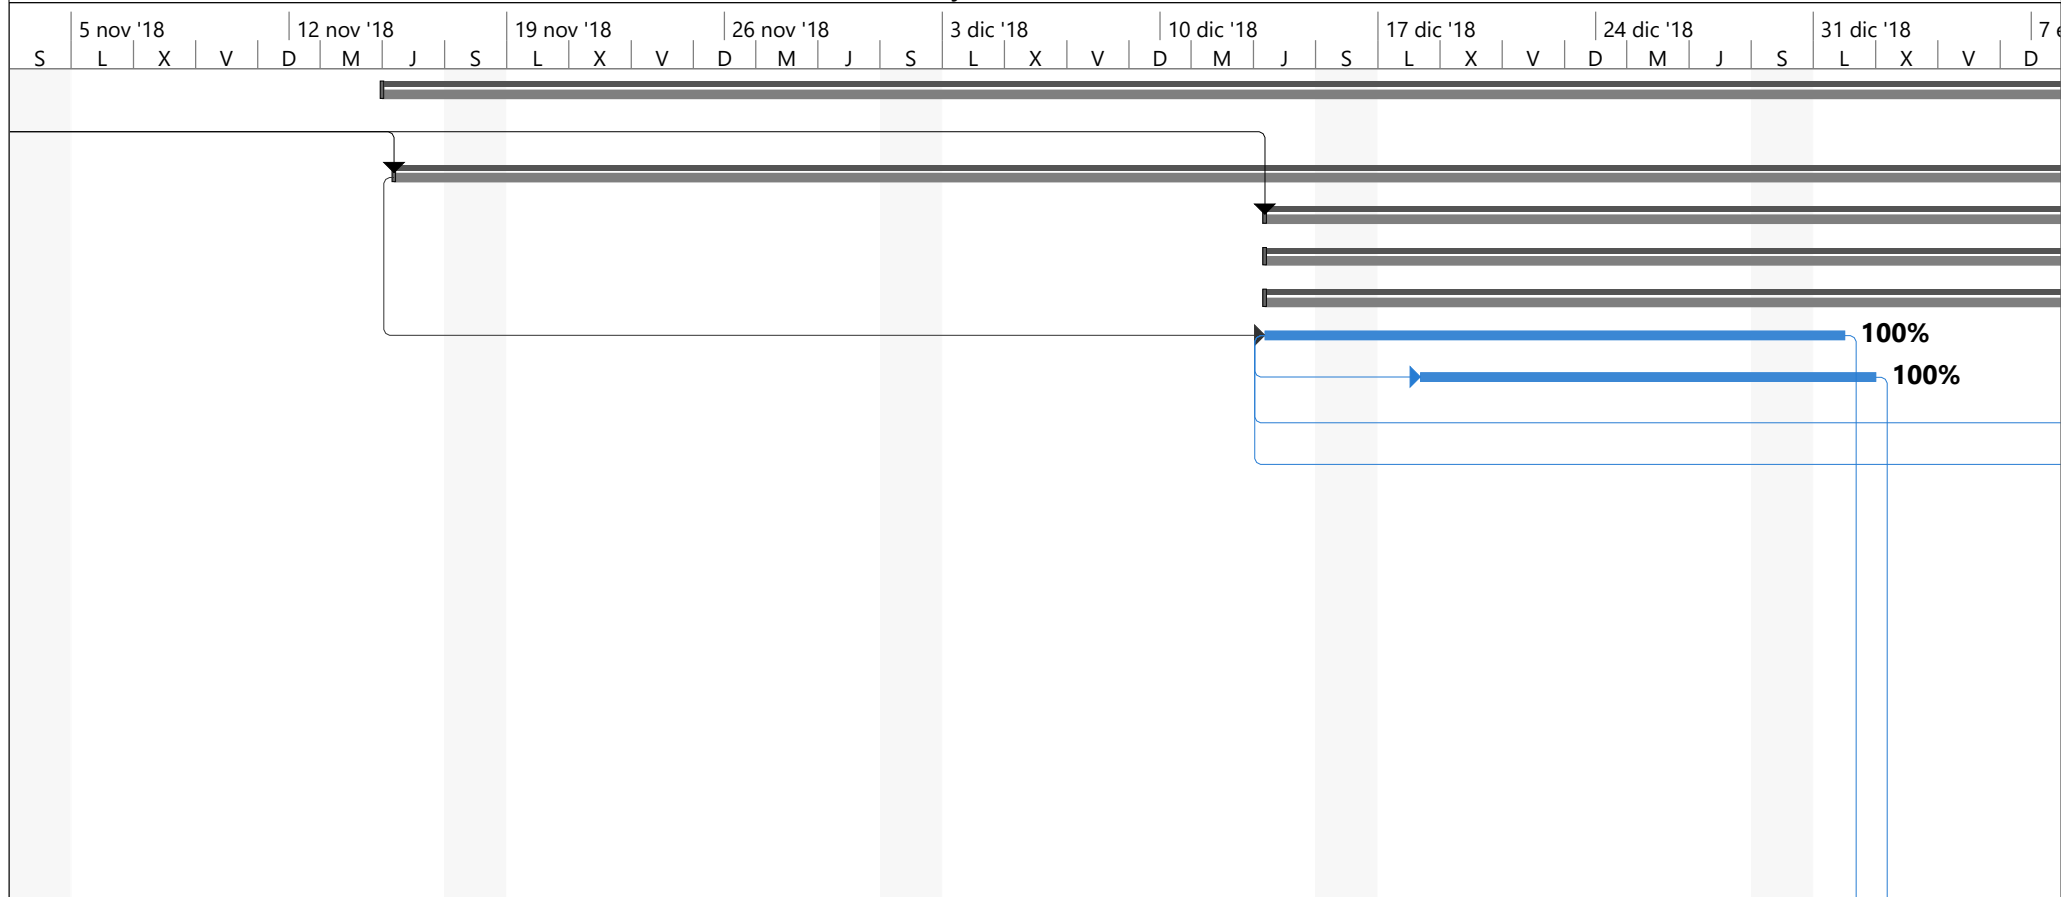 5 nov '18 12 nov '18 19 nov '18 26 nov '18 3 dic '18 10 dic '18 17 dic '18 24 dic '18 31 dic '18 7
S L X V D M J S L X V D M J S L X V D M J S L X V D M J S L X V D
100%
100%